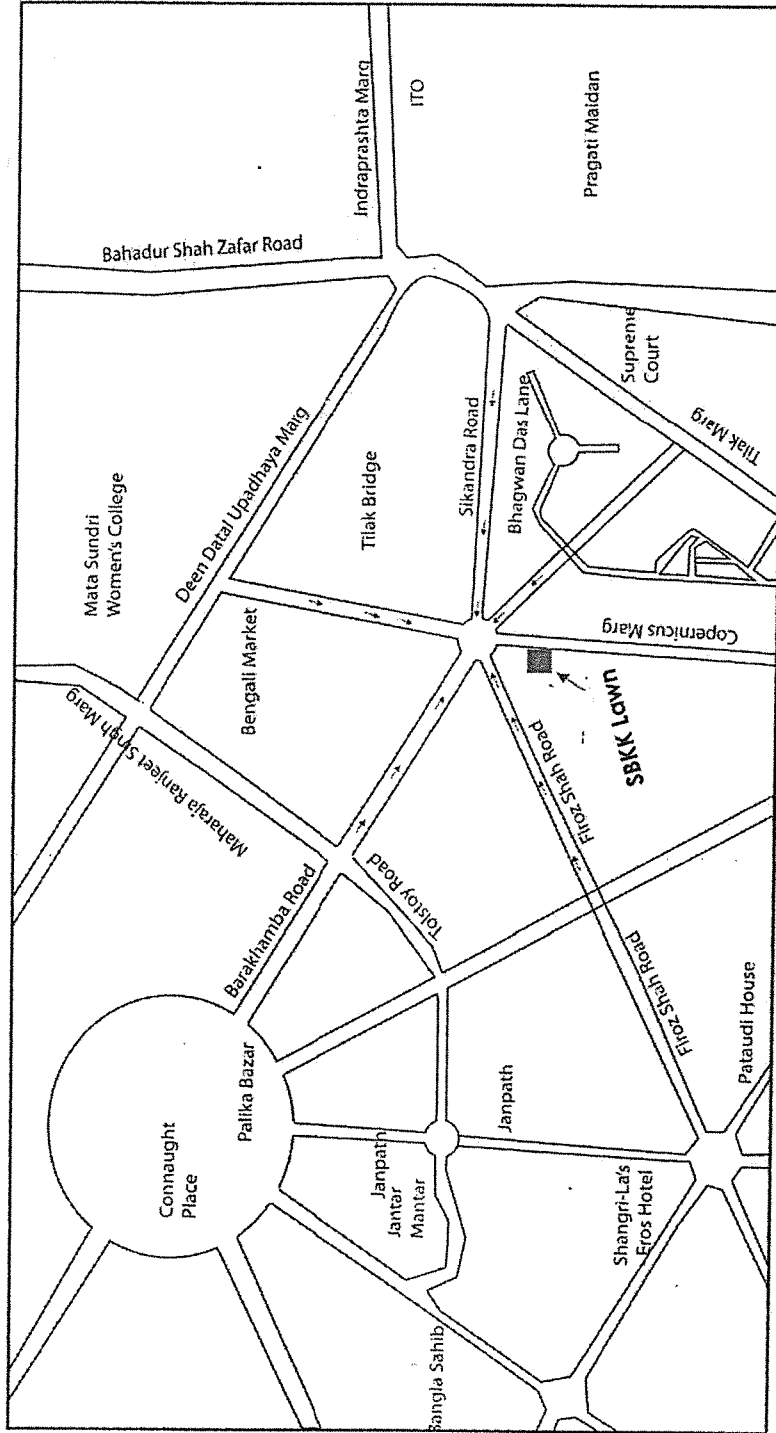 Connaught
Place
Palika Bazar
Barakhamba Road
Maharaja Ranjeet Singh Marg
Mata Sundri
Women's College
Deen Datal Upadhaya Marg
Bahadur Shah Zafar Road
Indraprashta Marg
ITO
Pragati Maidan
Bengali Market
Tilak Bridge
Sikandra Road
Bhagwan Das Lane
Supreme
Court
Tilak Marg
Copernicus Marg
SBKK Lawn
Firoz Shah Road
Firoz Shah Road
Tolstoy Road
Janpath
Jantar
Mantar
Janpath
Bangla Sahib
Shangri-La's
Eros Hotel
Pataudi House